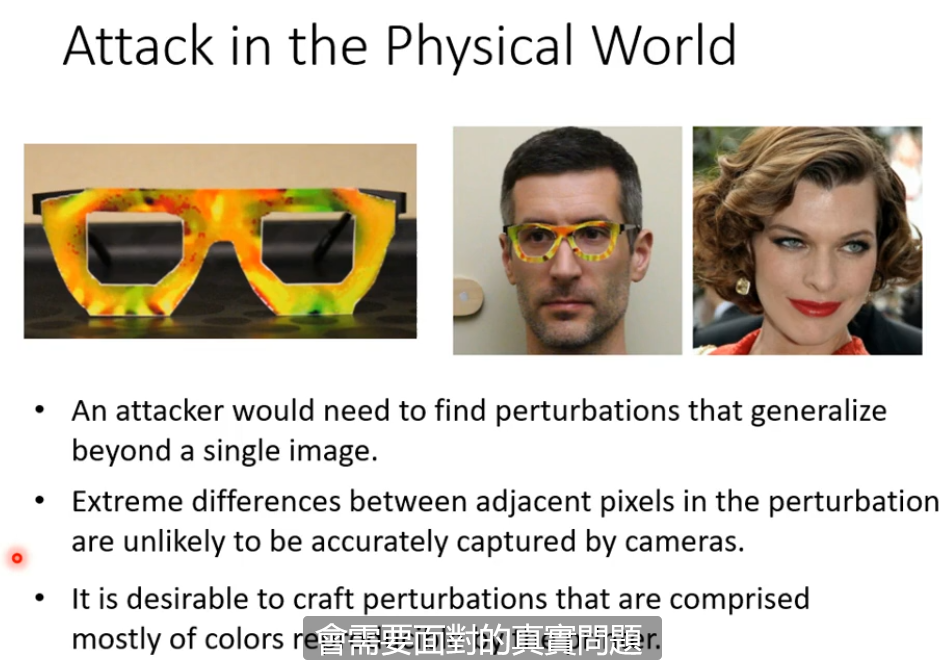 Attack in the Physical World
• An attacker would need to find perturbations that generalize
beyond a single image.
• Extreme differences between adjacent pixels in the perturbation
are unlikely to be accurately captured by cameras.
• It is desirable to craft perturbations that are comprised
mostly of colors
會需要面對的真實問題